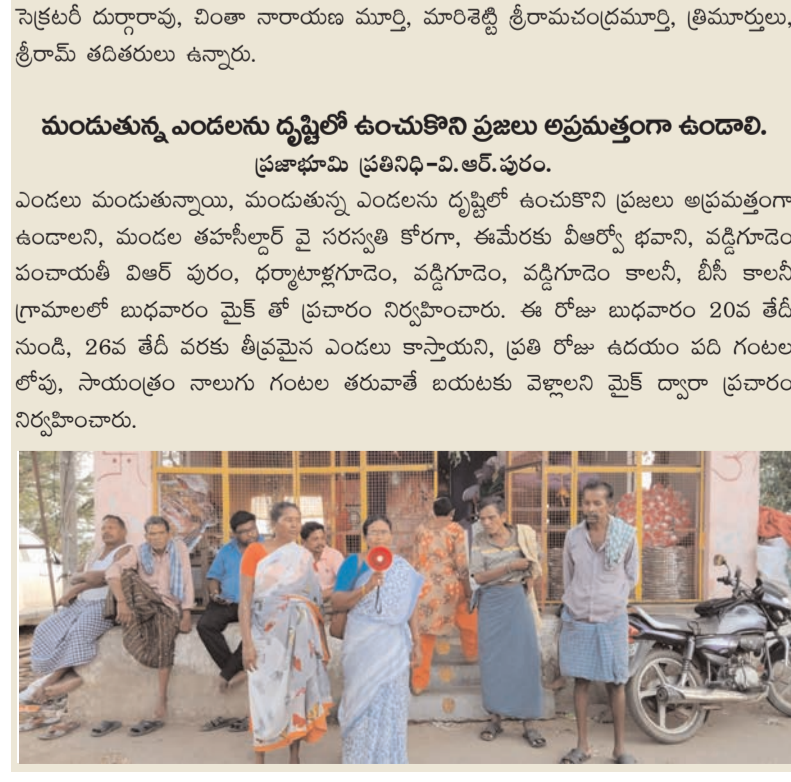 సెక్రటరీ దుర్గారావు, చింతా నారాయణ మూర్తి, మారిశెట్టి శ్రీరామచంద్రమూర్తి, త్రిమూర్తులు,
శ్రీరామ్ తదితరులు ఉన్నారు.
మండుతున్న ఎండలను దృష్టిలో ఉంచుకొని ప్రజలు అప్రమత్తంగా ఉండాలి.
ప్రజాభూమి ప్రతినిధి-వి.ఆర్.పురం.
ఎండలు మండుతున్నాయి, మండుతున్న ఎండలను దృష్టిలో ఉంచుకొని ప్రజలు అప్రమత్తంగా
ఉండాలని, మండల తహసీల్దార్ వై సరస్వతి కోరగా, ఈమేరకు వీఆర్వో భవాని, వడ్డిగూడెం
పంచాయతీ విఆర్ పురం, ధర్మాతాళ్లగూడెం, వడ్డిగూడెం, వడ్డిగూడెం కాలనీ, బీసీ కాలనీ
గ్రామాలలో బుధవారం మైక్ తో ప్రచారం నిర్వహించారు. ఈ రోజు బుధవారం 20వ తేదీ
నుండి, 26వ తేదీ వరకు తీవ్రమైన ఎండలు కాస్తాయని, ప్రతి రోజు ఉదయం పది గంటల
లోపు, సాయంత్రం నాలుగు గంటల తరువాతే బయటకు వెళ్లాలని మైక్ ద్వారా ప్రచారం
నిర్వహించారు.